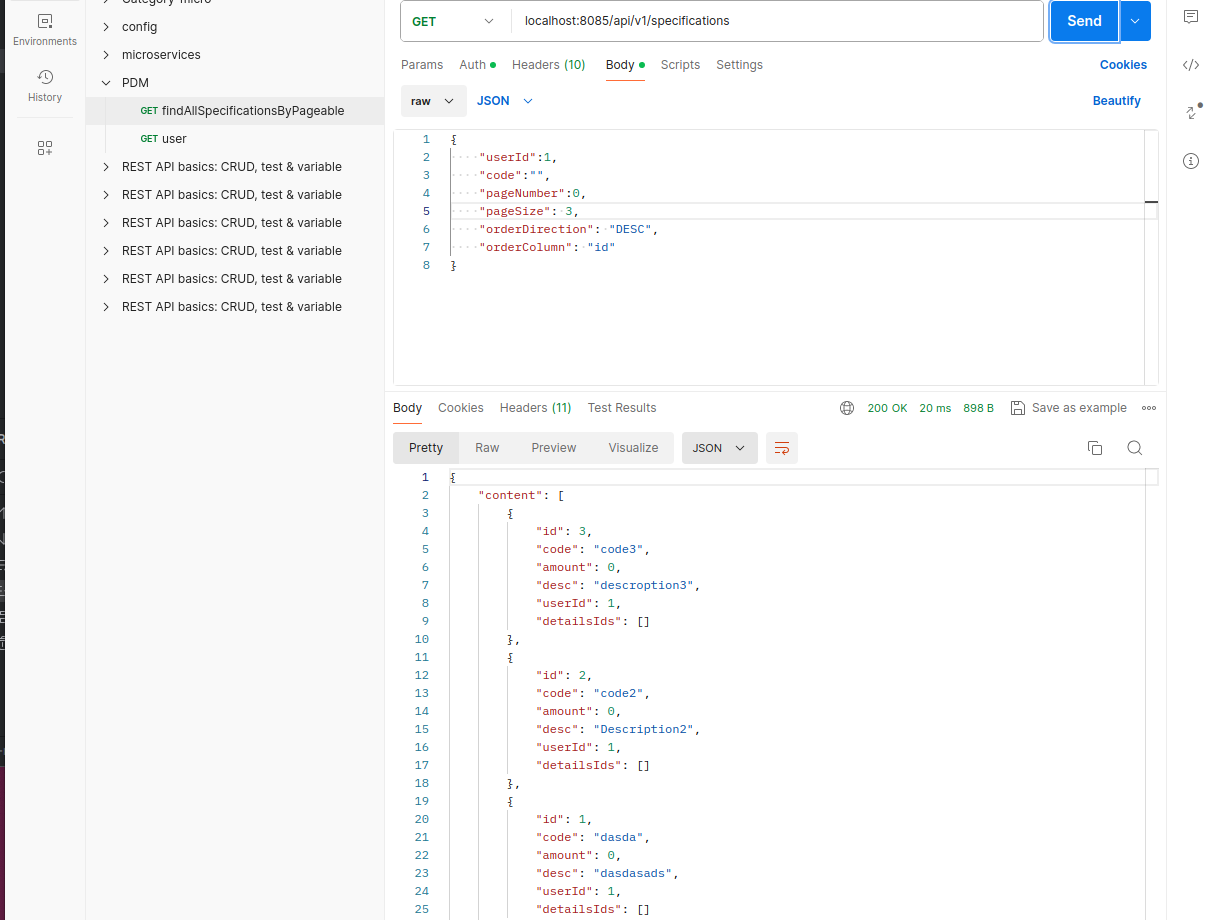 Category-micro
Environments
config
microservices
History
PDM
GET findAllSpecificationsByPageable
GET user
REST API basics: CRUD, test & variable
REST API basics: CRUD, test & variable
REST API basics: CRUD, test & variable
REST API basics: CRUD, test & variable
REST API basics: CRUD, test & variable
REST API basics: CRUD, test & variable
GET localhost:8085/api/v1/specifications Send
Params Auth Headers (10) Body Scripts Settings Cookies
raw JSON Beautify
1 {
2 ····"userId":1,
3 ····"code":"",
4 ····"pageNumber":0,
5 ····"pageSize":·3,
6 ····"orderDirection":·"DESC",
7 ····"orderColumn":·"id"
8 }
Body Cookies Headers (11) Test Results 200 OK 20 ms 898 B Save as example
Pretty Raw Preview Visualize JSON
1 {
2 "content": [
3 {
4 "id": 3,
5 "code": "code3",
6 "amount": 0,
7 "desc": "descroption3",
8 "userId": 1,
9 "detailsIds": []
10 },
11 {
12 "id": 2,
13 "code": "code2",
14 "amount": 0,
15 "desc": "Description2",
16 "userId": 1,
17 "detailsIds": []
18 },
19 {
20 "id": 1,
21 "code": "dasda",
22 "amount": 0,
23 "desc": "dasdasads",
24 "userId": 1,
25 "detailsIds": []